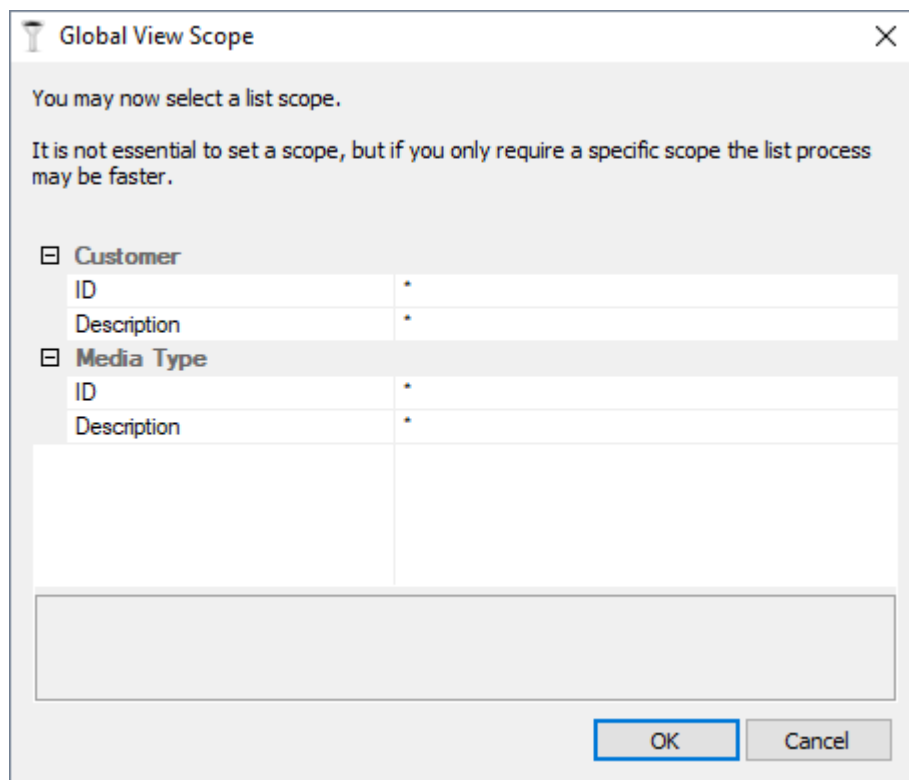 Global View Scope
You may now select a list scope.
It is not essential to set a scope, but if you only require a specific scope the list process
may be faster.
Customer
ID *
Description *
Media Type
ID *
Description *
OK Cancel